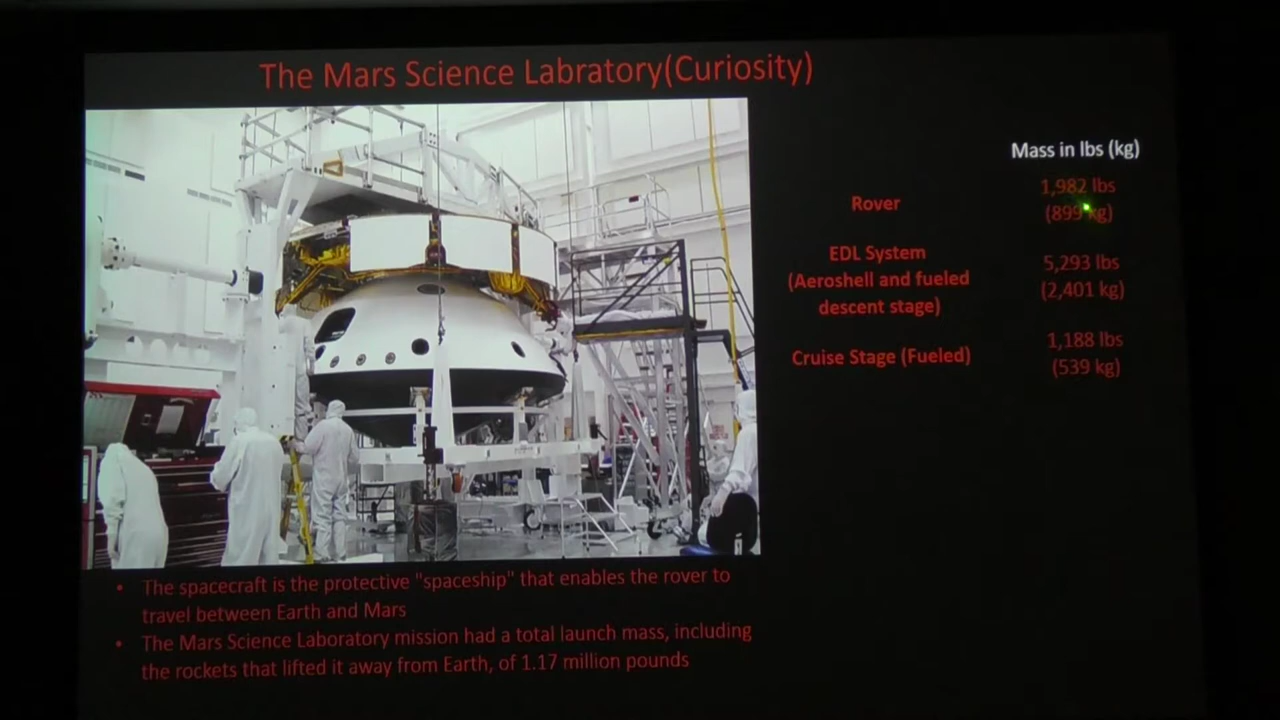 The Mars Science Labratory(Curiosity)
Mass in lbs (kg)
Rover
1,982 lbs
(899 kg)
EDL System
(Aeroshell and fueled
descent stage)
5,293 lbs
(2,401 kg)
Cruise Stage (Fueled)
1,188 lbs
(539 kg)
• The spacecraft is the protective "spaceship" that enables the rover to
travel between Earth and Mars
• The Mars Science Laboratory mission had a total launch mass, including
the rockets that lifted it away from Earth, of 1.17 million pounds